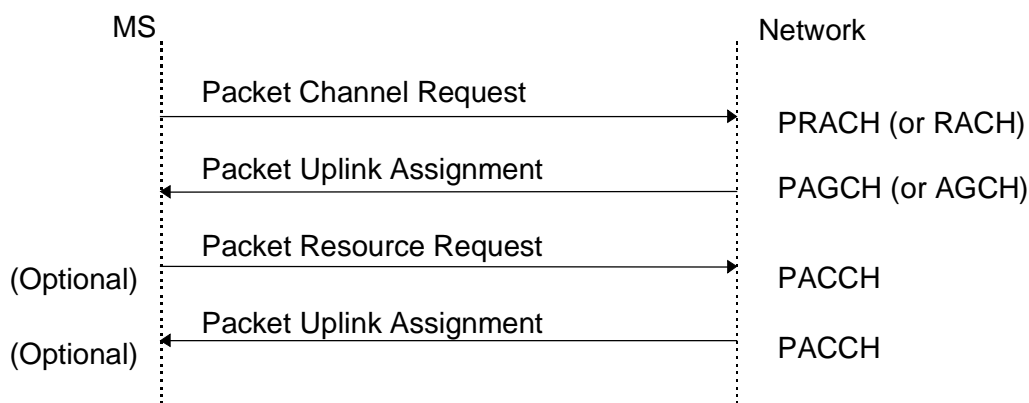 MS
Network
Packet Channel Request
PRACH (or RACH)
Packet Uplink Assignment
PAGCH (or AGCH)
Packet Resource Request
(Optional)
PACCH
Packet Uplink Assignment
(Optional)
PACCH